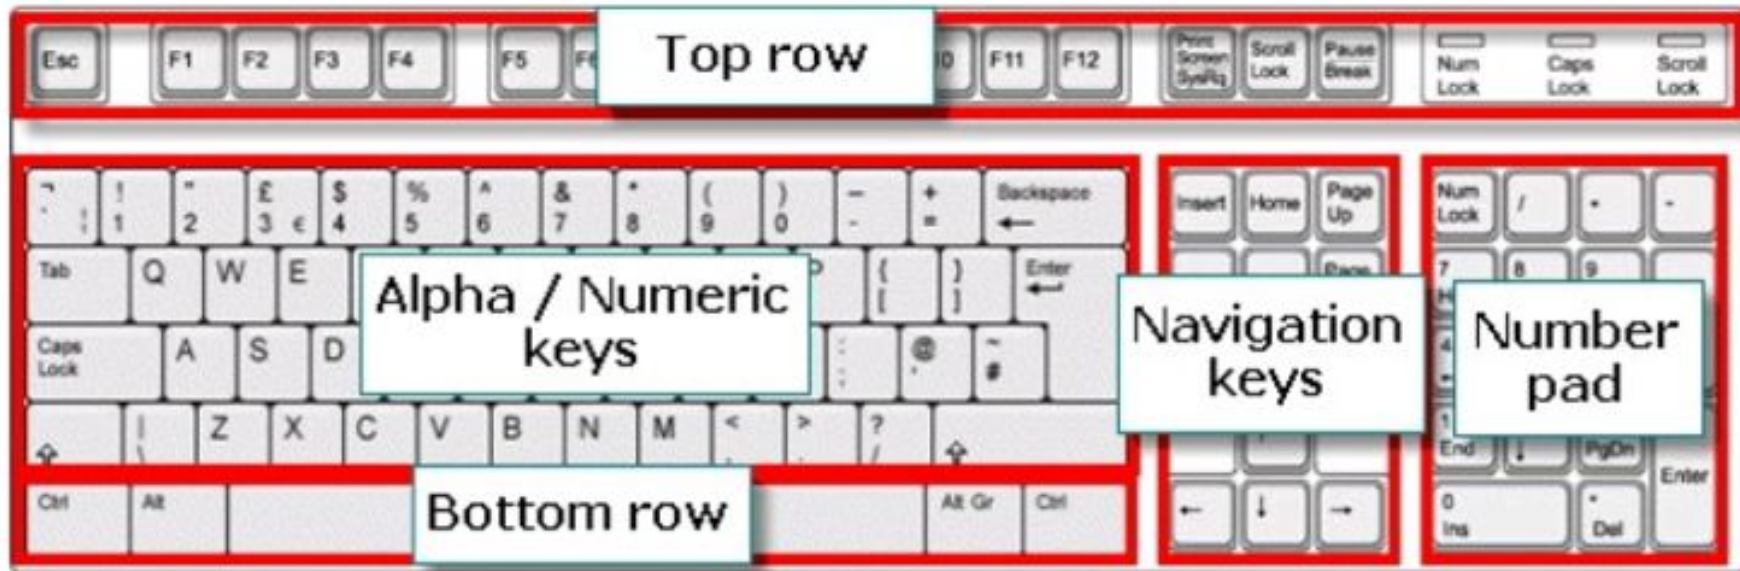 Esc F1 F2 F3 F4 F5 Top row F11 F12 Print Screen SysRq Scroll Lock Pause Break Num Lock Caps Lock Scroll Lock
¬ ! " £ $ % ^ & * ( ) _ + Backspace
` ¦ 1 2 3 € 4 5 6 7 8 9 0 - = ←
Insert Home Page Up
Num Lock / * -
Tab Q W E { } Enter
[ ]
Page
7 8 9
Alpha / Numeric
keys
Navigation
keys
Number
pad
Caps Lock A S D : @ ~
; ' #
4
| Z X C V B N M < > ?
\ , . /
1
End ↓ PgDn
Enter
Ctrl Alt Bottom row Alt Gr Ctrl
← ↓ →
0 .
Ins Del